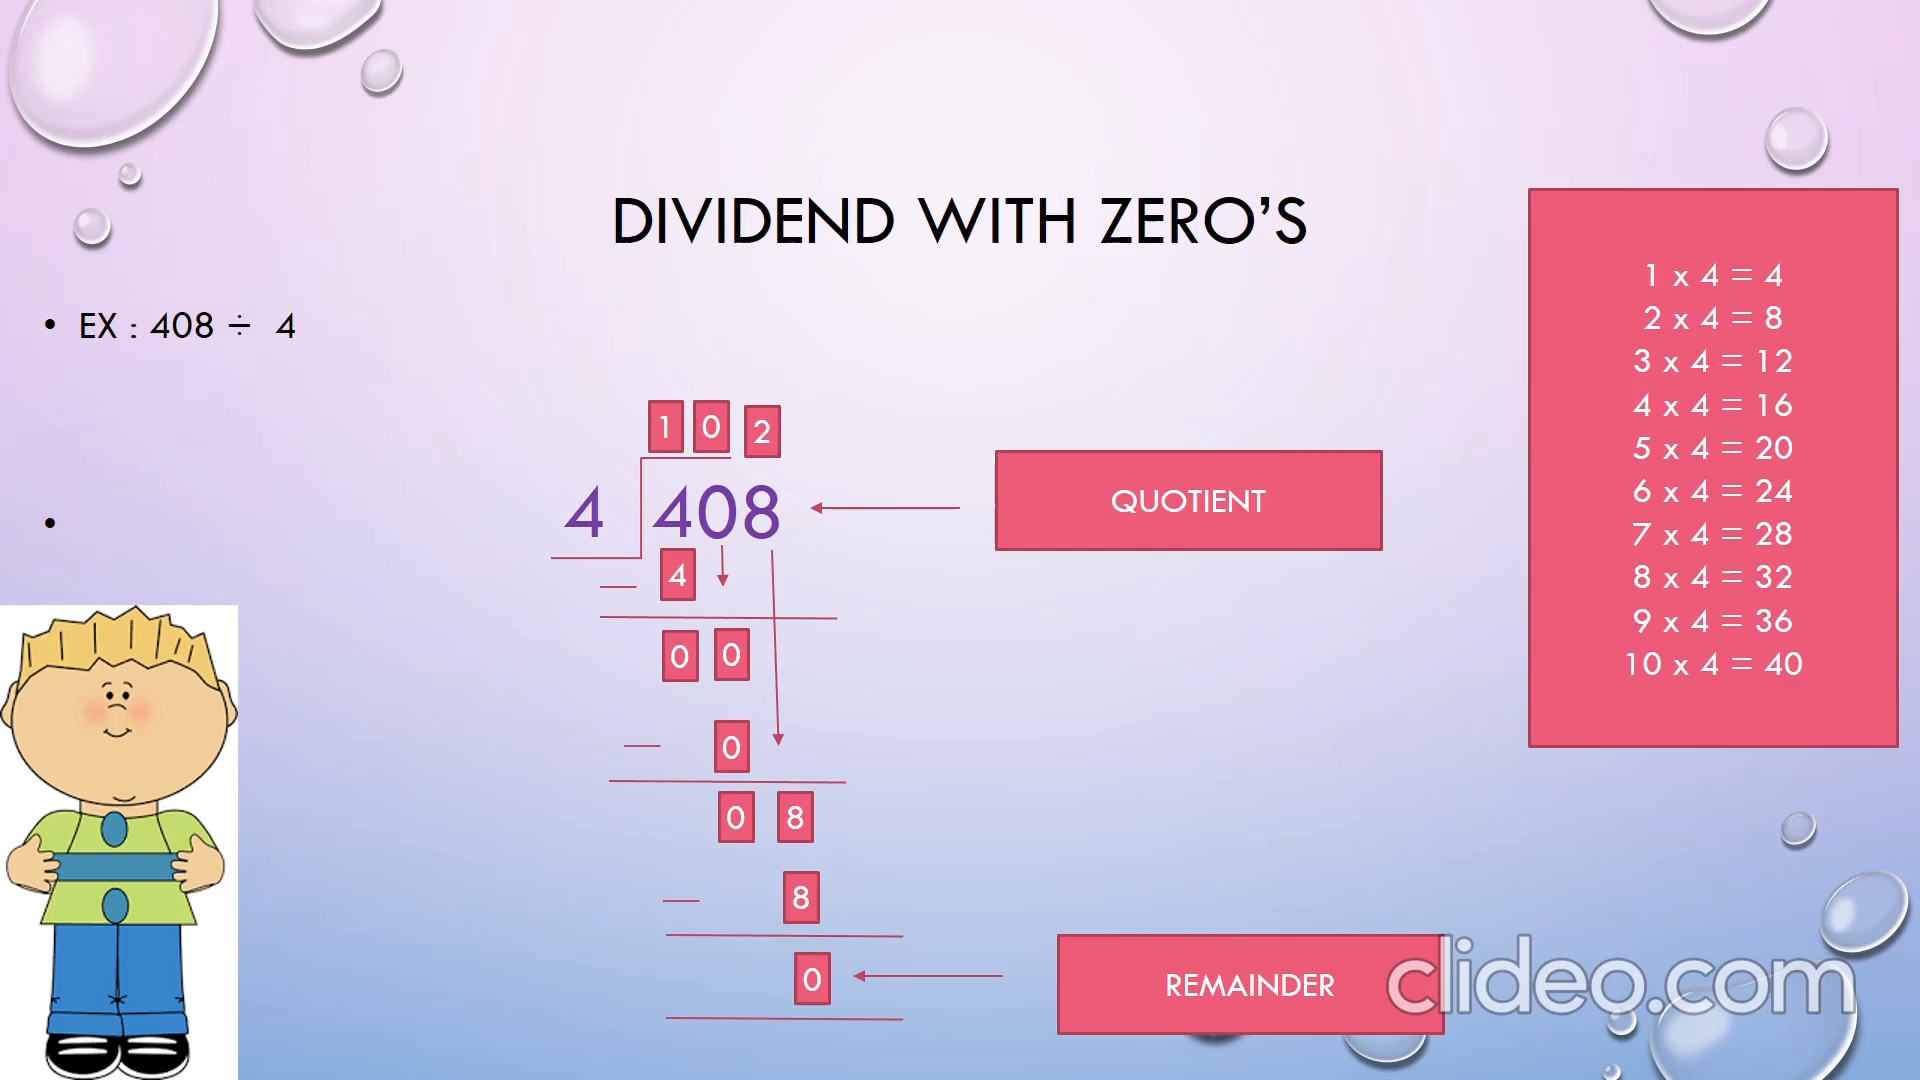 DIVIDEND WITH ZERO’S
• EX : 408 ÷ 4
•
1 0 2
4 408
QUOTIENT
— 4
0 0
— 0
0 8
— 8
0
REMAINDER
1 x 4 = 4
2 x 4 = 8
3 x 4 = 12
4 x 4 = 16
5 x 4 = 20
6 x 4 = 24
7 x 4 = 28
8 x 4 = 32
9 x 4 = 36
10 x 4 = 40
clideo.com